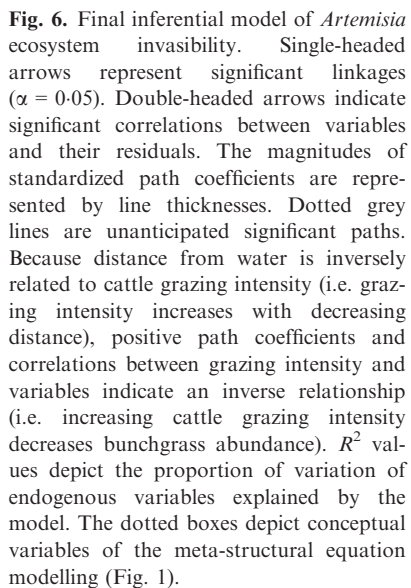 Fig. 6. Final inferential model of Artemisia
ecosystem invasibility. Single-headed
arrows represent significant linkages
(α = 0·05). Double-headed arrows indicate
significant correlations between variables
and their residuals. The magnitudes of
standardized path coefficients are repre-
sented by line thicknesses. Dotted grey
lines are unanticipated significant paths.
Because distance from water is inversely
related to cattle grazing intensity (i.e. graz-
ing intensity increases with decreasing
distance), positive path coefficients and
correlations between grazing intensity and
variables indicate an inverse relationship
(i.e. increasing cattle grazing intensity
decreases bunchgrass abundance). R² val-
ues depict the proportion of variation of
endogenous variables explained by the
model. The dotted boxes depict conceptual
variables of the meta-structural equation
modelling (Fig. 1).